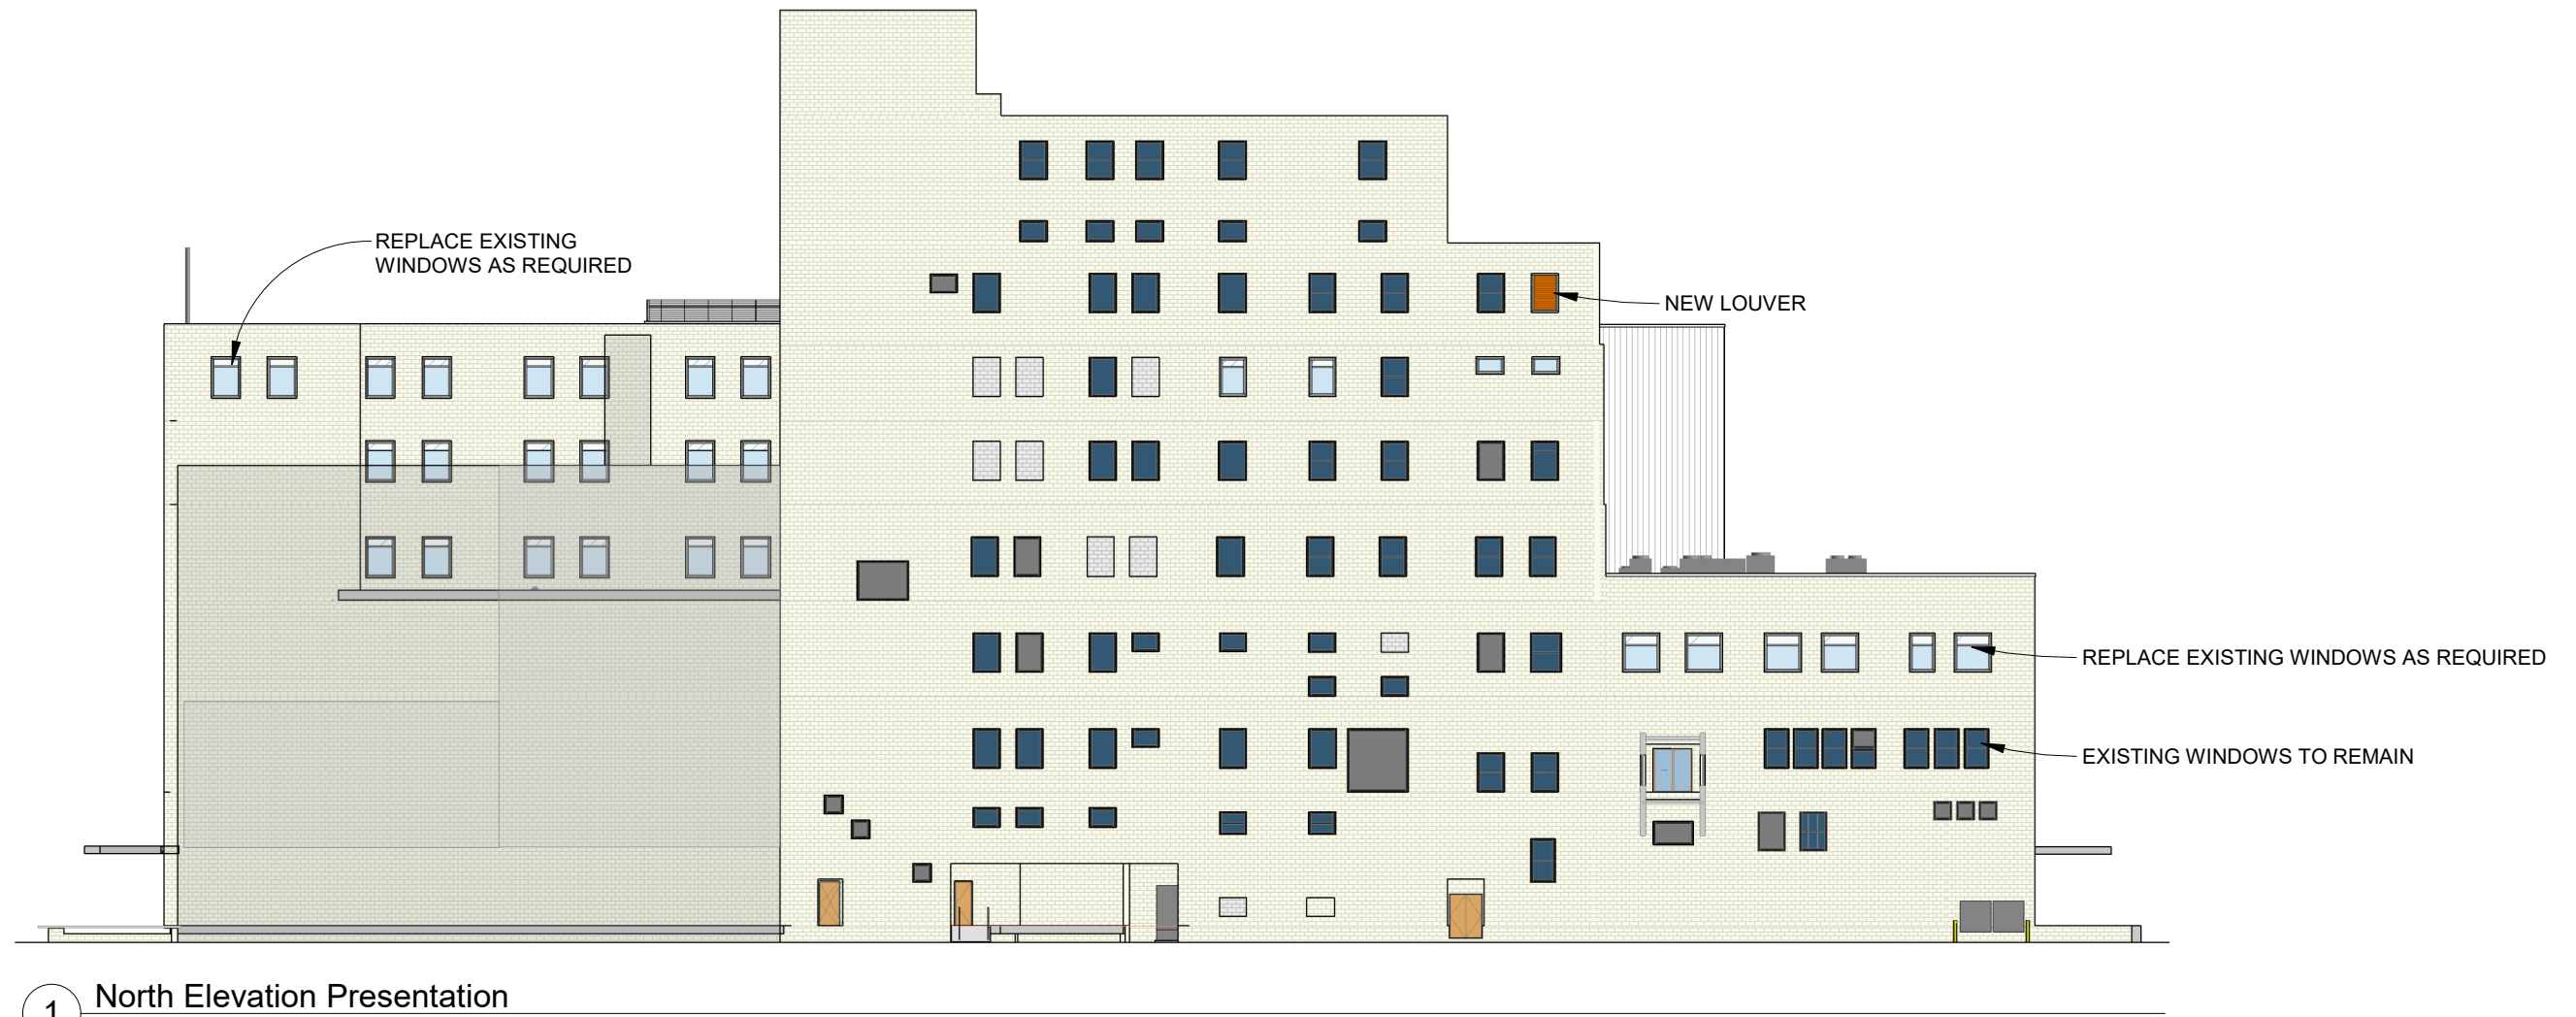 REPLACE EXISTING
WINDOWS AS REQUIRED
NEW LOUVER
REPLACE EXISTING WINDOWS AS REQUIRED
EXISTING WINDOWS TO REMAIN
1
North Elevation Presentation